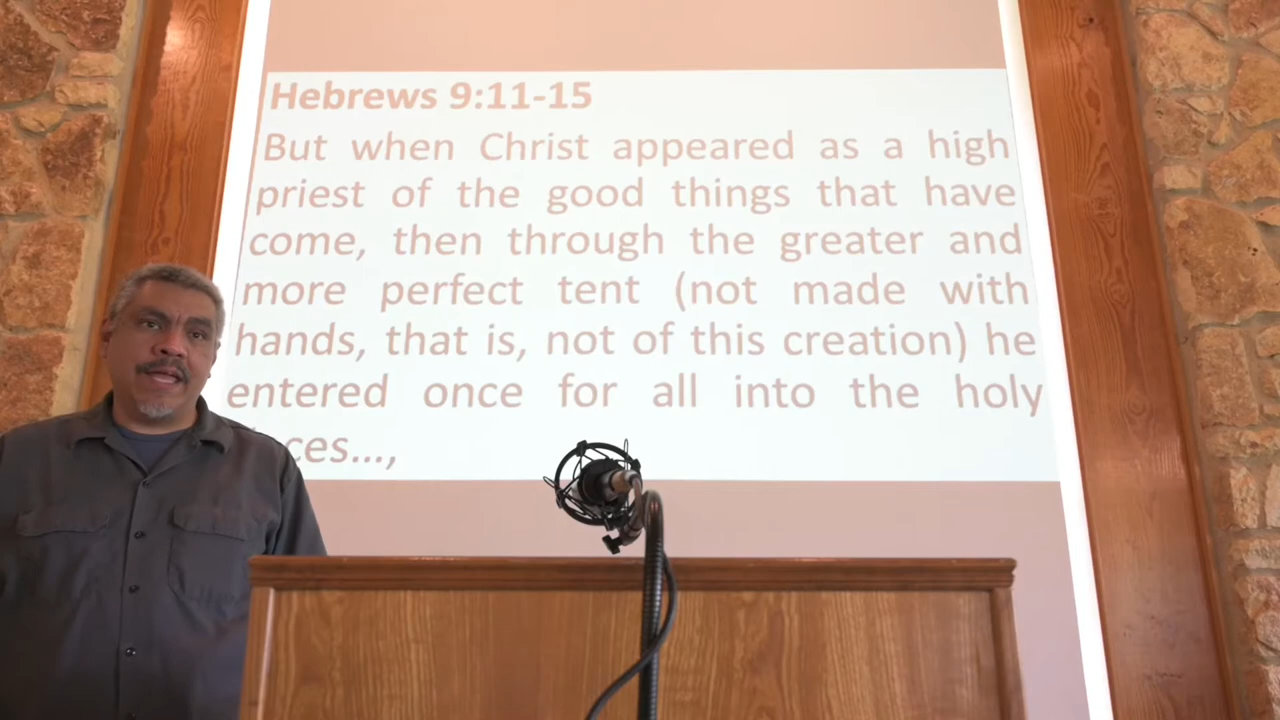 Hebrews 9:11-15
But when Christ appeared as a high
priest of the good things that have
come, then through the greater and
more perfect tent (not made with
hands, that is, not of this creation) he
entered once for all into the holy